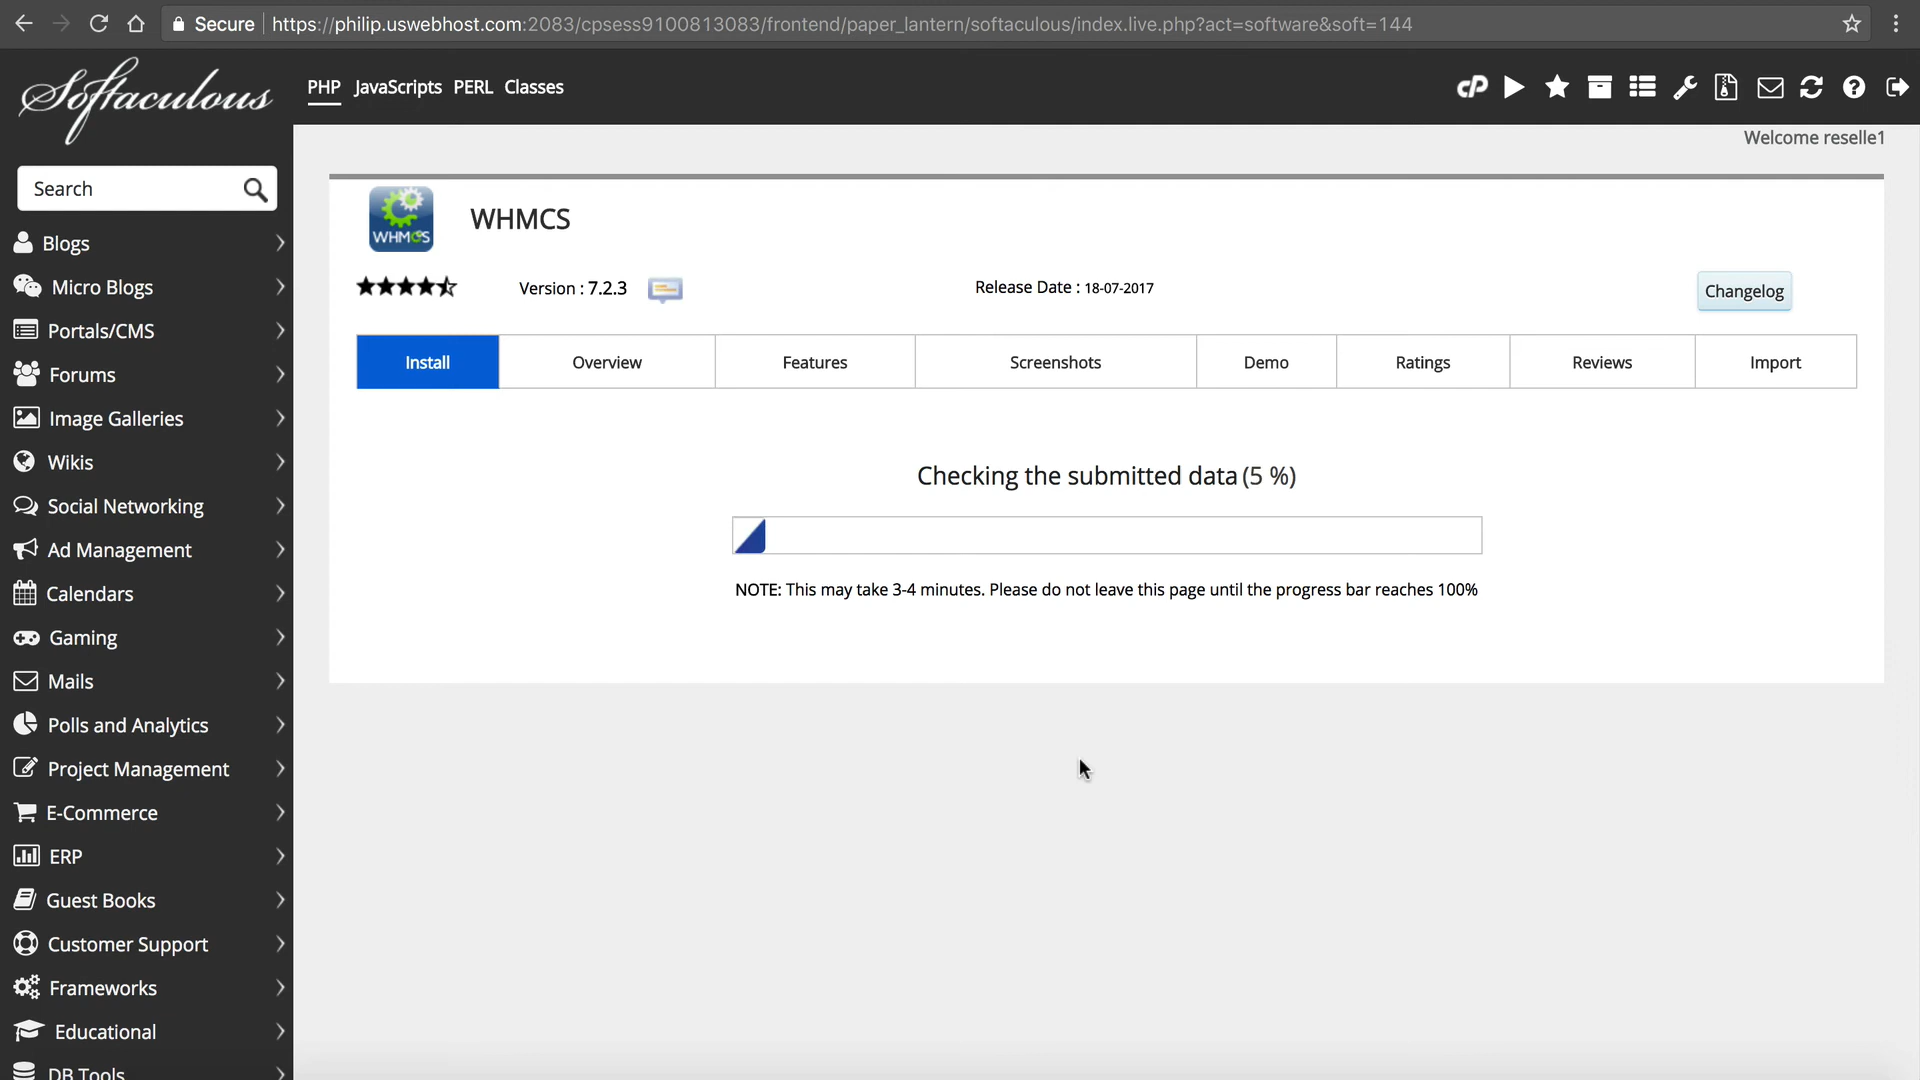 Secure https://philip.uswebhost.com:2083/cpsess9100813083/frontend/paper_lantern/softaculous/index.live.php?act=software&soft=144
Softaculous
PHP JavaScripts PERL Classes
cP
Welcome reselle1
Search
Blogs
Micro Blogs
Portals/CMS
Forums
Image Galleries
Wikis
Social Networking
Ad Management
Calendars
Gaming
Mails
Polls and Analytics
Project Management
E-Commerce
ERP
Guest Books
Customer Support
Frameworks
Educational
DB Tools
WHMCS
WHMCS
Version : 7.2.3
Release Date : 18-07-2017
Changelog
Install Overview Features Screenshots Demo Ratings Reviews Import
Checking the submitted data (5 %)
NOTE: This may take 3-4 minutes. Please do not leave this page until the progress bar reaches 100%